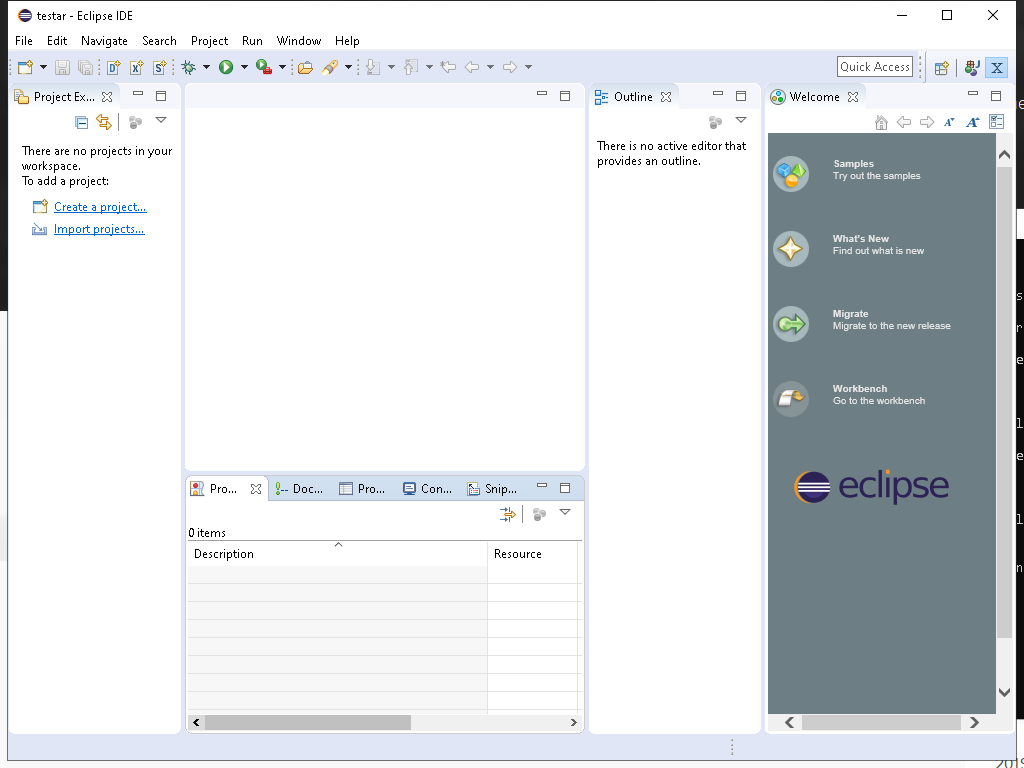 testar - Eclipse IDE
File Edit Navigate Search Project Run Window Help
Quick Access
Project Ex...
There are no projects in your
workspace.
To add a project:
Create a project...
Import projects...
Outline
There is no active editor that
provides an outline.
Welcome
Samples
Try out the samples
What's New
Find out what is new
Migrate
Migrate to the new release
Workbench
Go to the workbench
eclipse
Pro... Doc... Pro... Con... Snip...
0 items
Description Resource